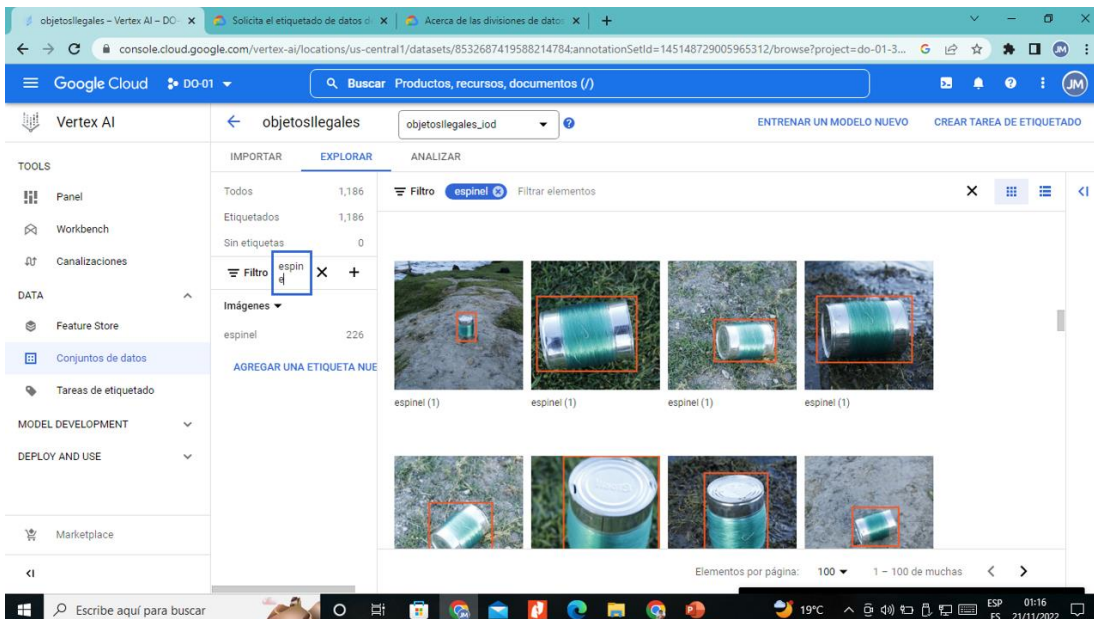 objetosIlegales – Vertex AI – DO-
Solicita el etiquetado de datos d
Acerca de las divisiones de datos
console.cloud.google.com/vertex-ai/locations/us-central1/datasets/8532687419588214784;annotationSetId=145148729005965312/browse?project=do-01-3...
Google Cloud
DO-01
Buscar Productos, recursos, documentos (/)
JM
Vertex AI
objetosIlegales
objetosIlegales_iod
ENTRENAR UN MODELO NUEVO
CREAR TAREA DE ETIQUETADO
TOOLS
Panel
Workbench
Canalizaciones
DATA
Feature Store
Conjuntos de datos
Tareas de etiquetado
MODEL DEVELOPMENT
DEPLOY AND USE
Marketplace
IMPORTAR
EXPLORAR
ANALIZAR
Todos 1,186
Etiquetados 1,186
Sin etiquetas 0
Filtro
espin
e
Imágenes
espinel 226
AGREGAR UNA ETIQUETA NUE
Filtro espinel Filtrar elementos
espinel (1)
espinel (1)
espinel (1)
espinel (1)
Elementos por página: 100 1 – 100 de muchas
Escribe aquí para buscar
19°C
ESP
ES
01:16
21/11/2022